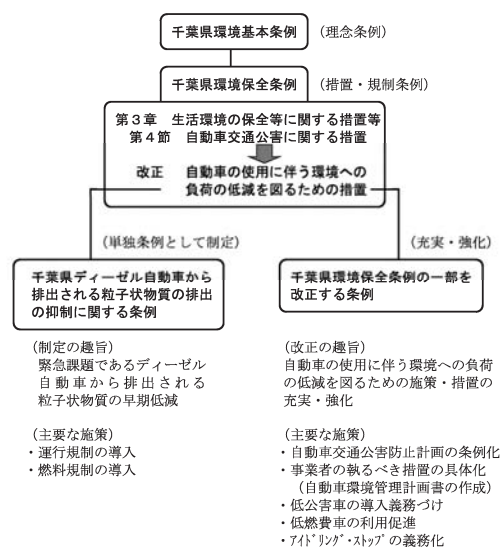 千葉県環境基本条例
（理念条例）
千葉県環境保全条例
（措置・規制条例）
第３章　生活環境の保全等に関する措置等
第４節　自動車交通公害に関する措置
改正　自動車の使用に伴う環境への
負荷の低減を図るための措置
（単独条例として制定）
千葉県ディーゼル自動車から
排出される粒子状物質の排出
の抑制に関する条例
（制定の趣旨）
緊急課題であるディーゼル
自動車から排出される
粒子状物質の早期低減
（主要な施策）
・運行規制の導入
・燃料規制の導入
（充実・強化）
千葉県環境保全条例の一部を
改正する条例
（改正の趣旨）
自動車の使用に伴う環境への負荷
の低減を図るための施策・措置の
充実・強化
（主要な施策）
・自動車交通公害防止計画の条例化
・事業者の執るべき措置の具体化
（自動車環境管理計画書の作成）
・低公害車の導入義務づけ
・低燃費車の利用促進
・ｱｲﾄﾞﾘﾝｸﾞ･ｽﾄｯﾌﾟの義務化